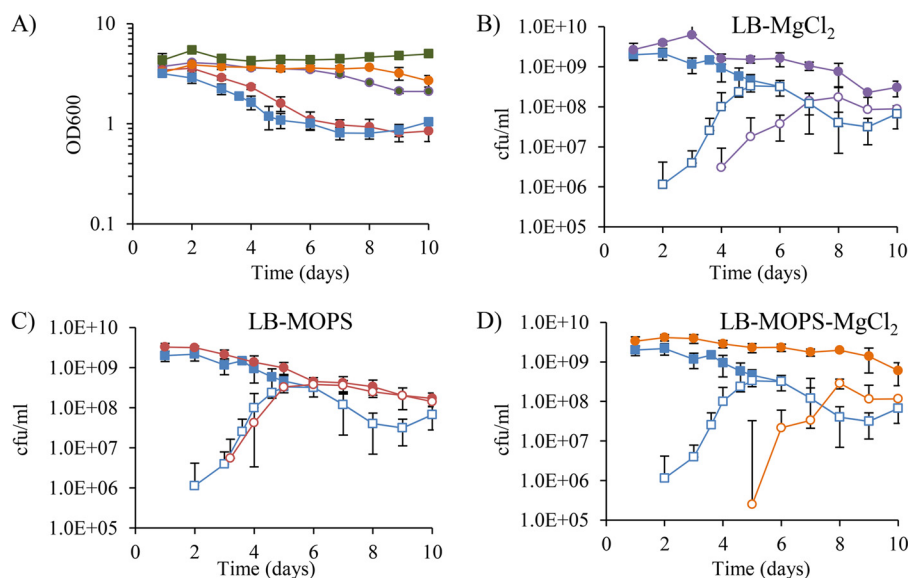 A)
10
1
0.1
OD600
0 2 4 6 8 10
Time (days)
B)
LB-MgCl₂
1.0E+10
1.0E+09
1.0E+08
1.0E+07
1.0E+06
1.0E+05
cfu/ml
0 2 4 6 8 10
Time (days)
C)
LB-MOPS
1.0E+10
1.0E+09
1.0E+08
1.0E+07
1.0E+06
1.0E+05
cfu/ml
0 2 4 6 8 10
Time (days)
D)
LB-MOPS-MgCl₂
1.0E+10
1.0E+09
1.0E+08
1.0E+07
1.0E+06
1.0E+05
cfu/ml
0 2 4 6 8 10
Time (days)